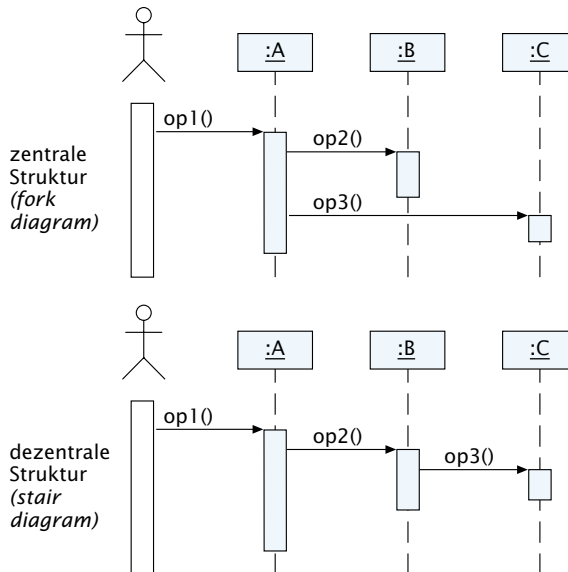 :A
:B
:C
op1()
op2()
op3()
zentrale
Struktur
(fork
diagram)
:A
:B
:C
op1()
op2()
op3()
dezentrale
Struktur
(stair
diagram)